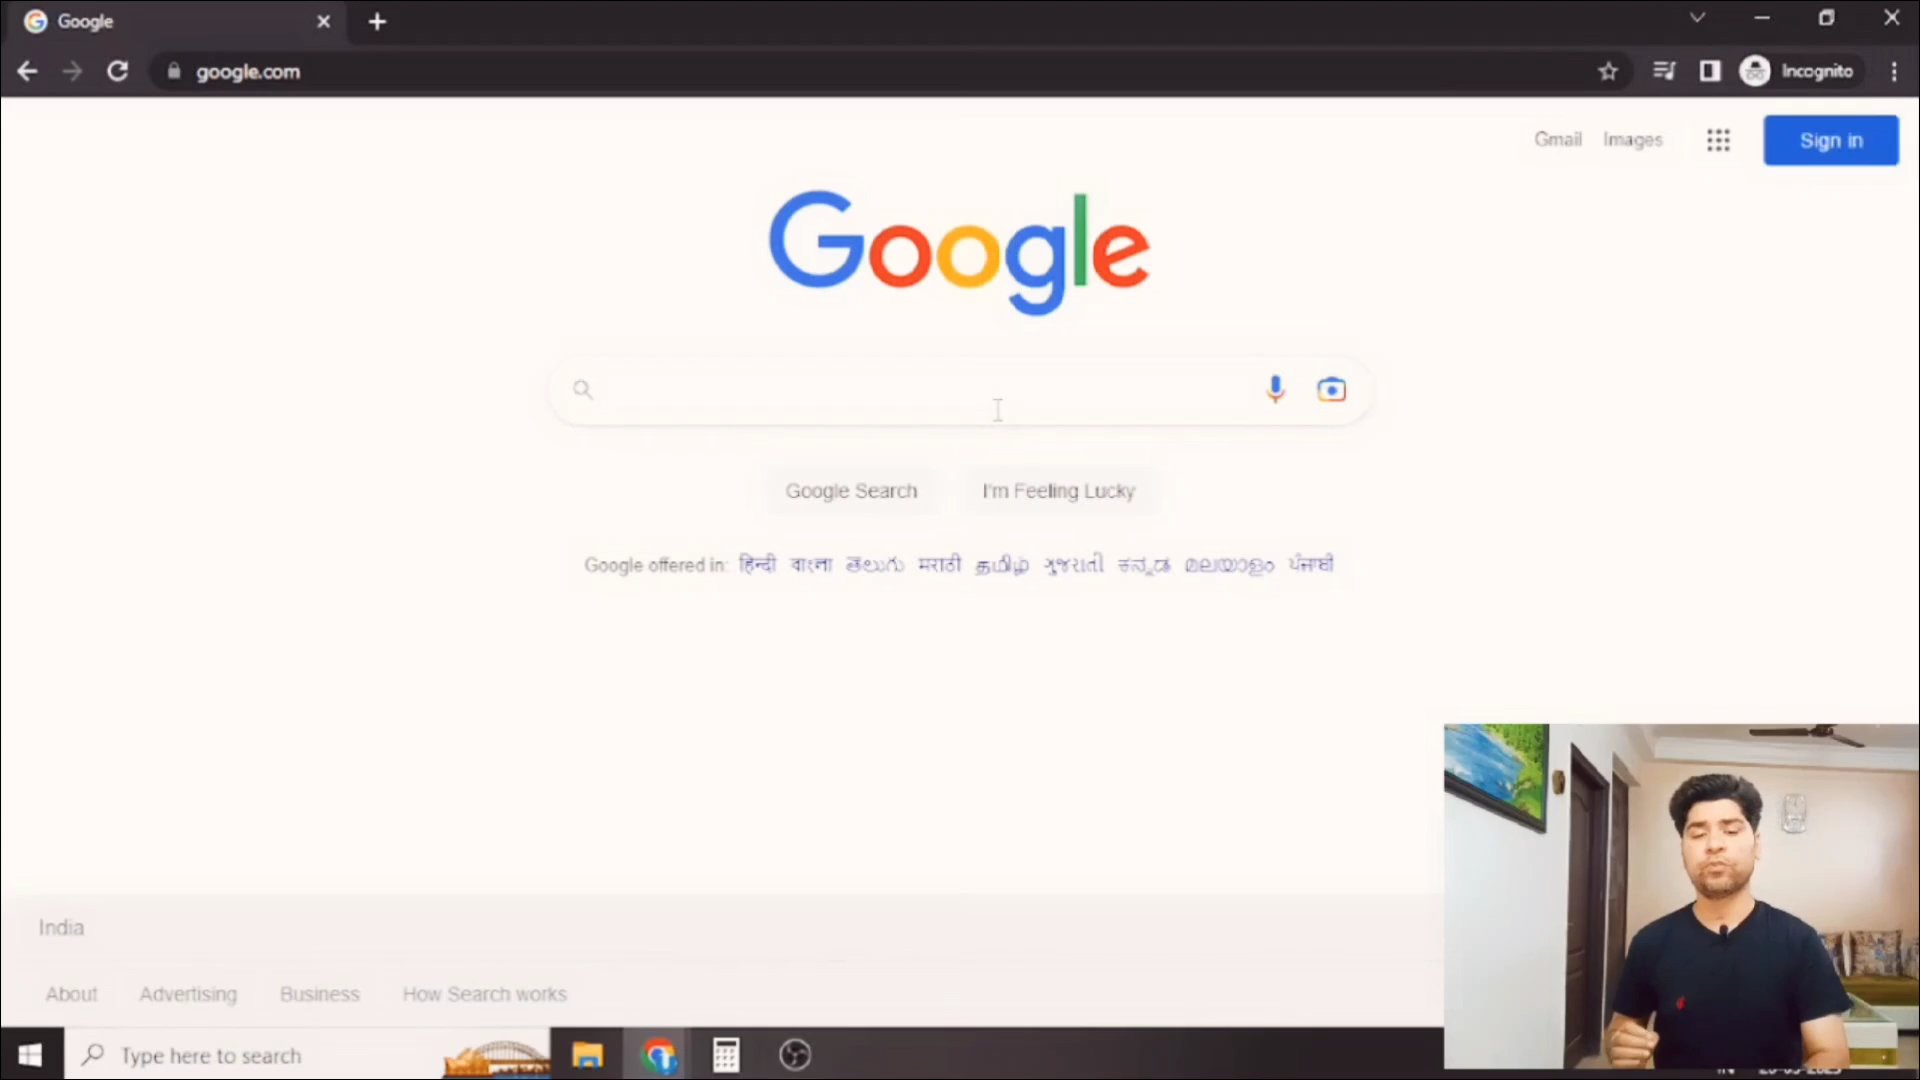 Google
google.com
Incognito
Gmail Images Sign in
Google
Google Search I'm Feeling Lucky
Google offered in: हिन्दी বাংলা తెలుగు मराठी தமிழ் ગુજરાતી ಕನ್ನಡ മലയാളം ਪੰਜਾਬੀ
India
About Advertising Business How Search works
Type here to search